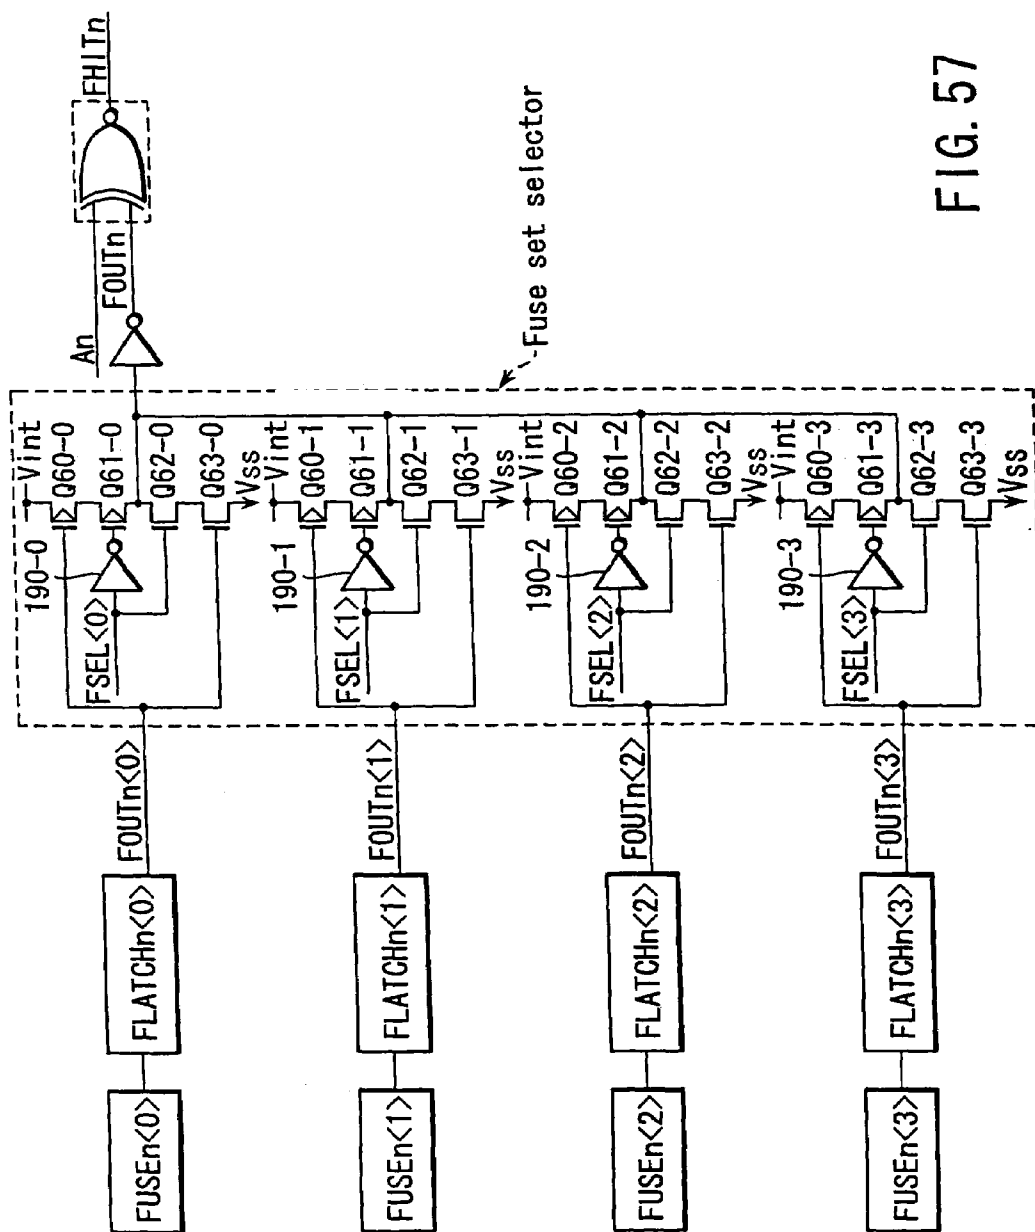 FUSEn<0>
FLATCHn<0>
FOUTn<0>
FSEL<0>
190-0
Vint
Q60-0
Q61-0
Q62-0
Q63-0
Vss
An
FOUTn
FHITn
FUSEn<1>
FLATCHn<1>
FOUTn<1>
FSEL<1>
190-1
Vint
Q60-1
Q61-1
Q62-1
Q63-1
Vss
Fuse set selector
FUSEn<2>
FLATCHn<2>
FOUTn<2>
FSEL<2>
190-2
Vint
Q60-2
Q61-2
Q62-2
Q63-2
Vss
FUSEn<3>
FLATCHn<3>
FOUTn<3>
FSEL<3>
190-3
Vint
Q60-3
Q61-3
Q62-3
Q63-3
Vss
FIG. 57